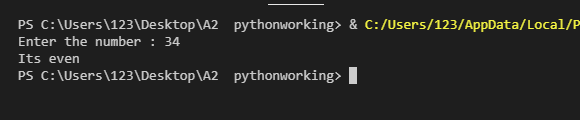 PS C:\Users\123\Desktop\A2  pythonworking> & C:/Users/123/AppData/Local/P
Enter the number : 34
Its even
PS C:\Users\123\Desktop\A2  pythonworking>